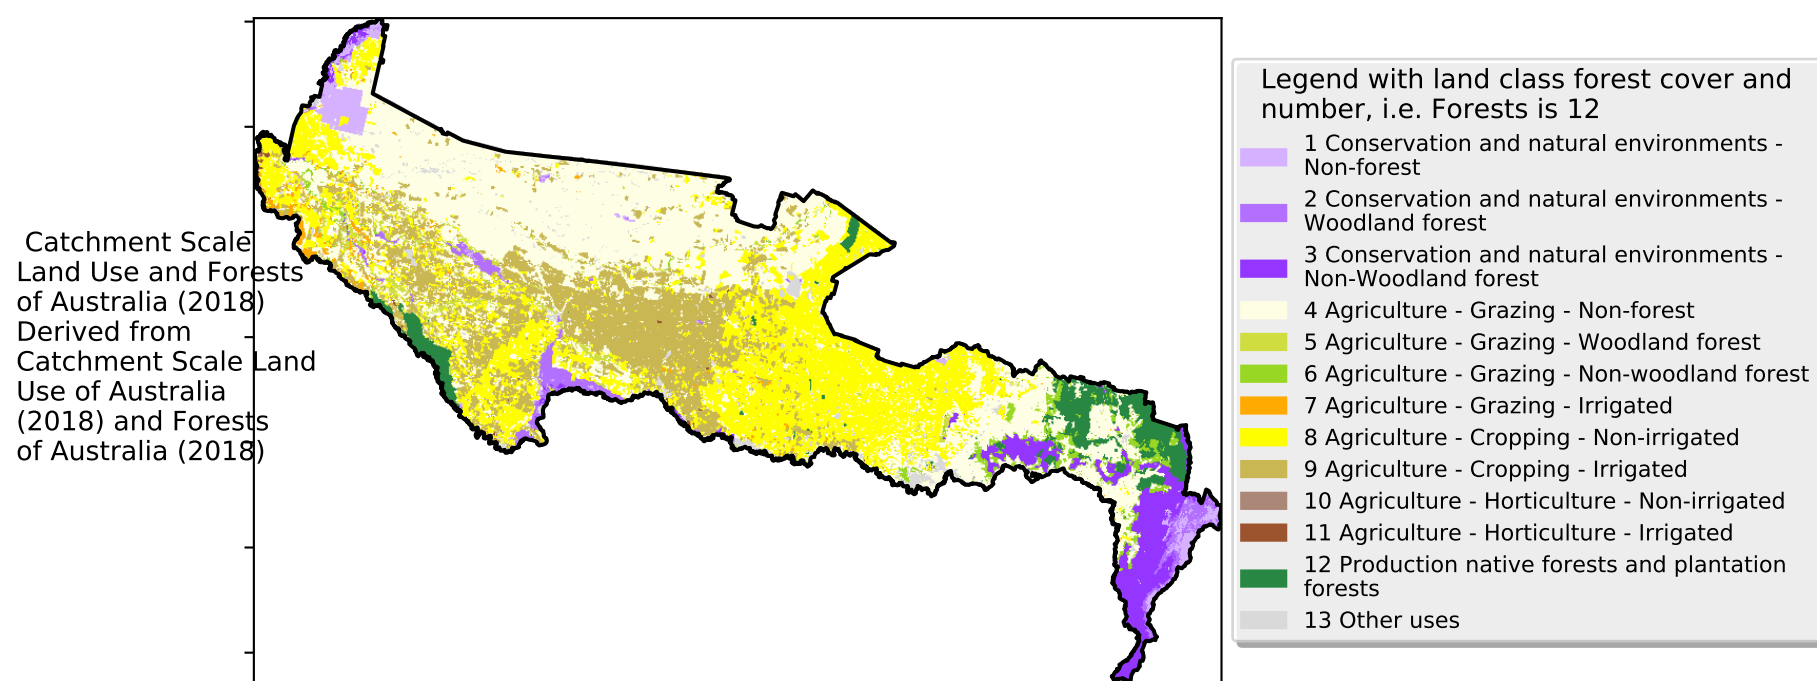 Catchment Scale
Land Use and Forests
of Australia (2018)
Derived from
Catchment Scale Land
Use of Australia
(2018) and Forests
of Australia (2018)
Legend with land class forest cover and
number, i.e. Forests is 12
1 Conservation and natural environments -
Non-forest
2 Conservation and natural environments -
Woodland forest
3 Conservation and natural environments -
Non-Woodland forest
4 Agriculture - Grazing - Non-forest
5 Agriculture - Grazing - Woodland forest
6 Agriculture - Grazing - Non-woodland forest
7 Agriculture - Grazing - Irrigated
8 Agriculture - Cropping - Non-irrigated
9 Agriculture - Cropping - Irrigated
10 Agriculture - Horticulture - Non-irrigated
11 Agriculture - Horticulture - Irrigated
12 Production native forests and plantation
forests
13 Other uses